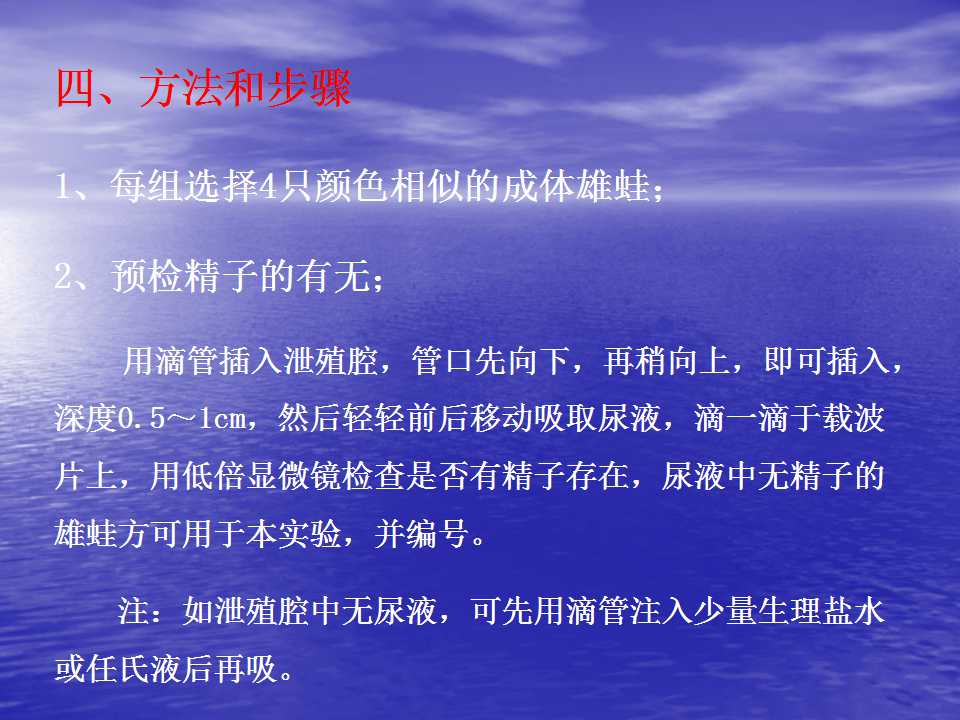 四、方法和步骤
1、每组选择4只颜色相似的成体雄蛙；
2、预检精子的有无；
用滴管插入泄殖腔，管口先向下，再稍向上，即可插入，
深度0.5～1cm，然后轻轻前后移动吸取尿液，滴一滴于载波
片上，用低倍显微镜检查是否有精子存在，尿液中无精子的
雄蛙方可用于本实验，并编号。
注：如泄殖腔中无尿液，可先用滴管注入少量生理盐水
或任氏液后再吸。